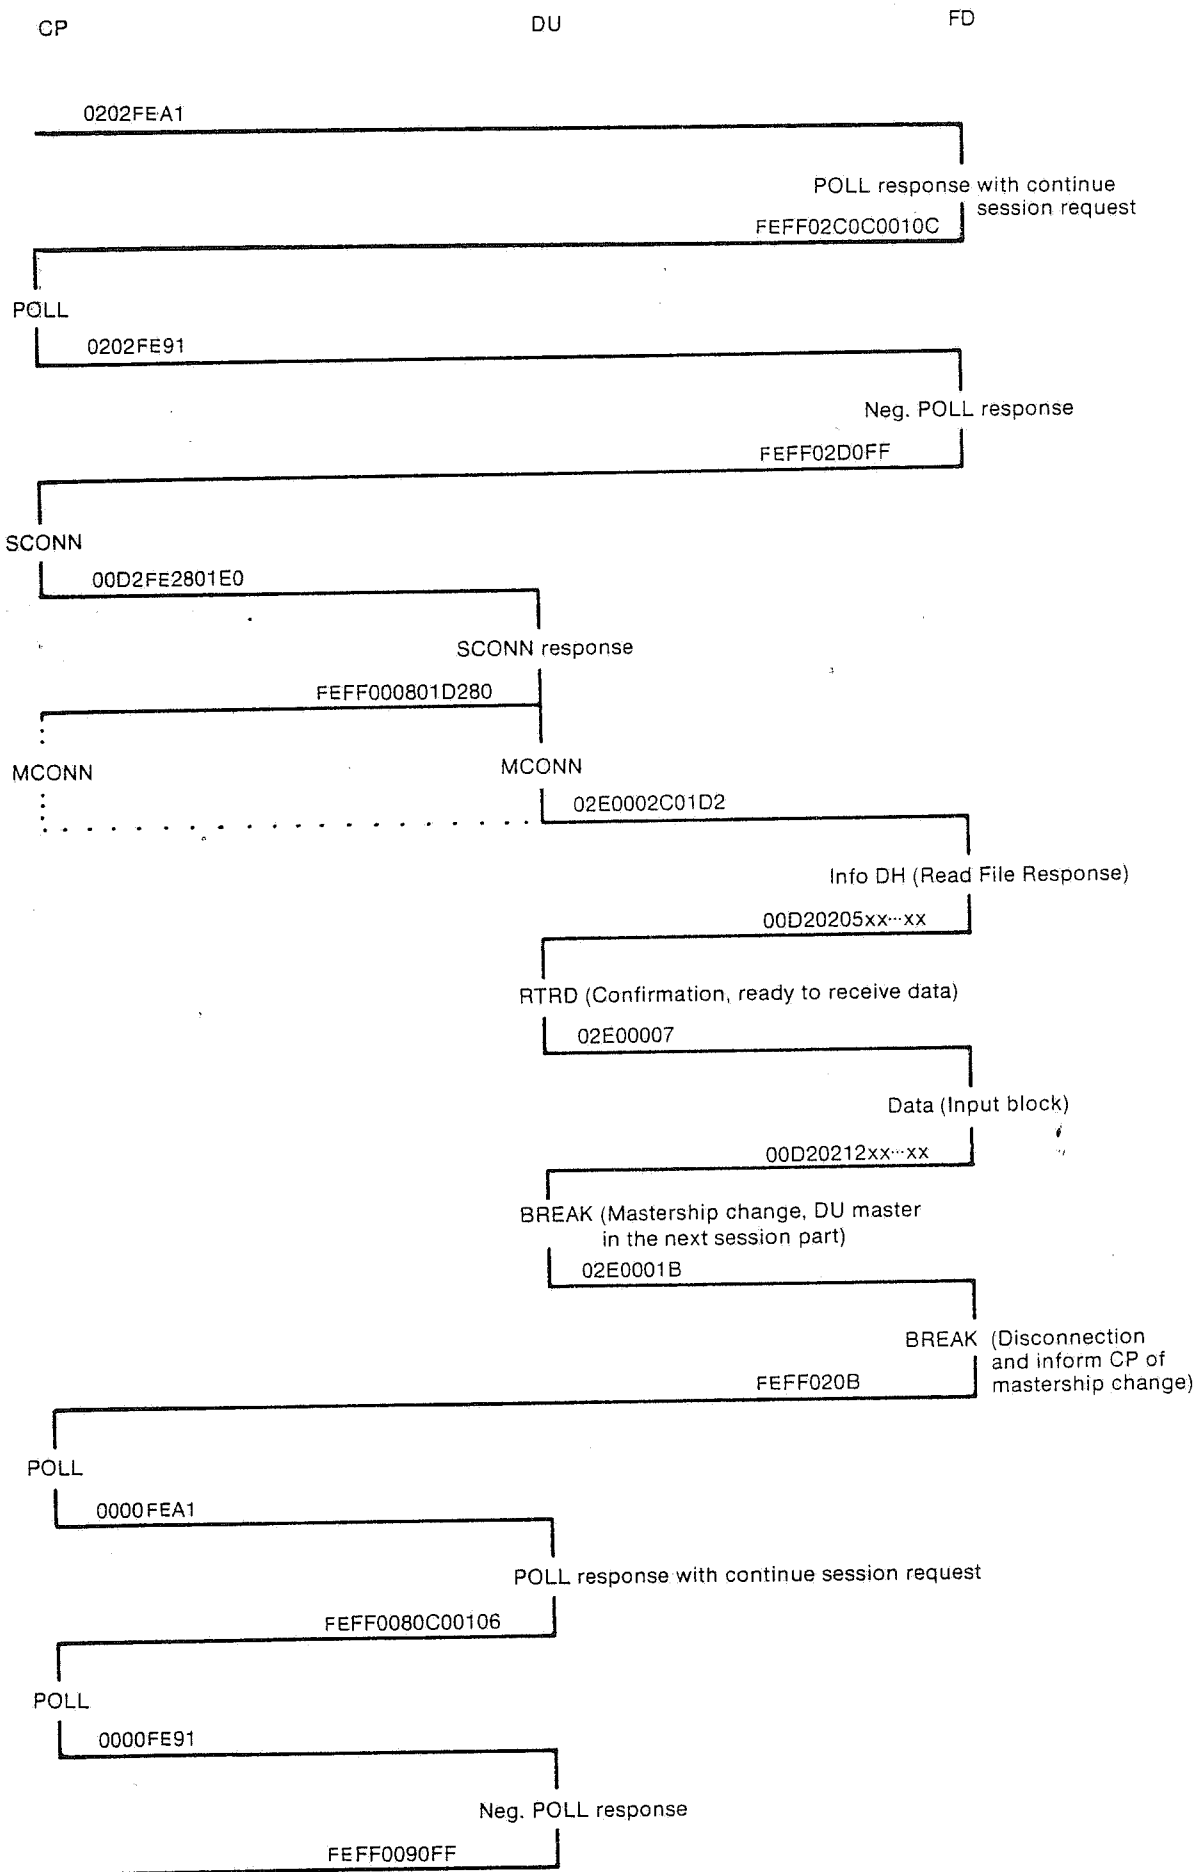 CP DU FD
0202FEA1
POLL response with continue
session request
FEFF02C0C0010C
POLL
0202FE91
Neg. POLL response
FEFF02D0FF
SCONN
00D2FE2801E0
SCONN response
FEFF000801D280
MCONN MCONN
02E0002C01D2
Info DH (Read File Response)
00D20205xx···xx
RTRD (Confirmation, ready to receive data)
02E00007
Data (Input block)
00D20212xx···xx
BREAK (Mastership change, DU master
in the next session part)
02E0001B
BREAK (Disconnection
and inform CP of
FEFF020B mastership change)
POLL
0000FEA1
POLL response with continue session request
FEFF0080C00106
POLL
0000FE91
Neg. POLL response
FEFF0090FF